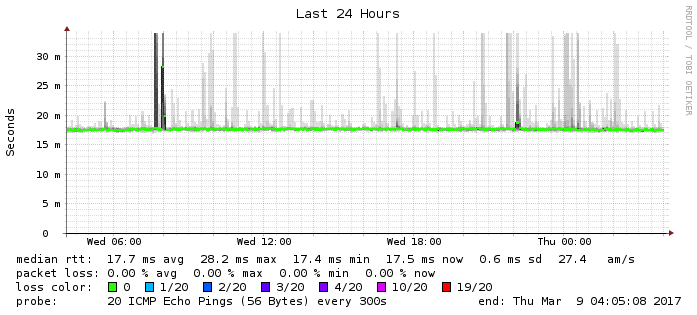 Last 24 Hours
RRDTOOL / TOBI OETIKER
Seconds
30 m
25 m
20 m
15 m
10 m
5 m
0
Wed 06:00 Wed 12:00 Wed 18:00 Thu 00:00
median rtt: 17.7 ms avg 28.2 ms max 17.4 ms min 17.5 ms now 0.6 ms sd 27.4 am/s
packet loss: 0.00 % avg 0.00 % max 0.00 % min 0.00 % now
loss color: 0 1/20 2/20 3/20 4/20 10/20 19/20
probe: 20 ICMP Echo Pings (56 Bytes) every 300s end: Thu Mar 9 04:05:08 2017